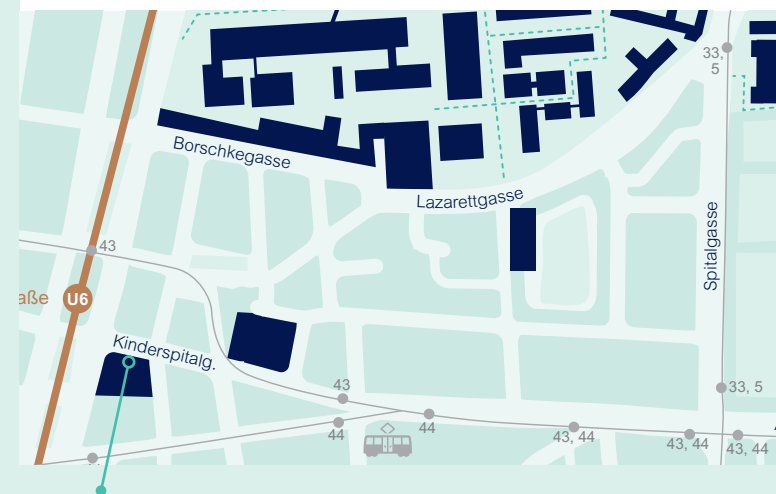 33,
5
Borschkegasse
Lazarettgasse
Spitalgasse
43
aße
U6
Kinderspitalg.
43
33, 5
44
44
43, 44
43, 44
43, 44